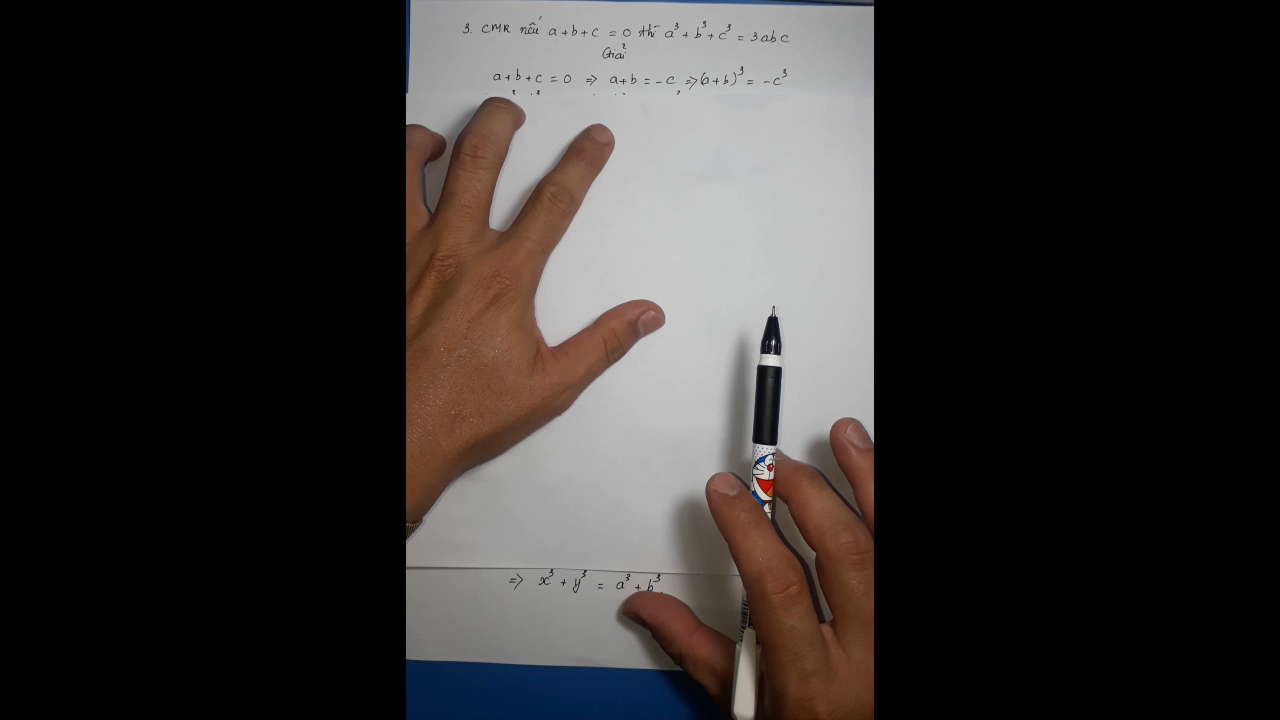 3. CMR nếu a + b + c = 0 thì a³ + b³ + c³ = 3abc
Giải
a + b + c = 0 => a + b = -c => (a + b)³ = -c³
=> x³ + y³ = a³ + b³